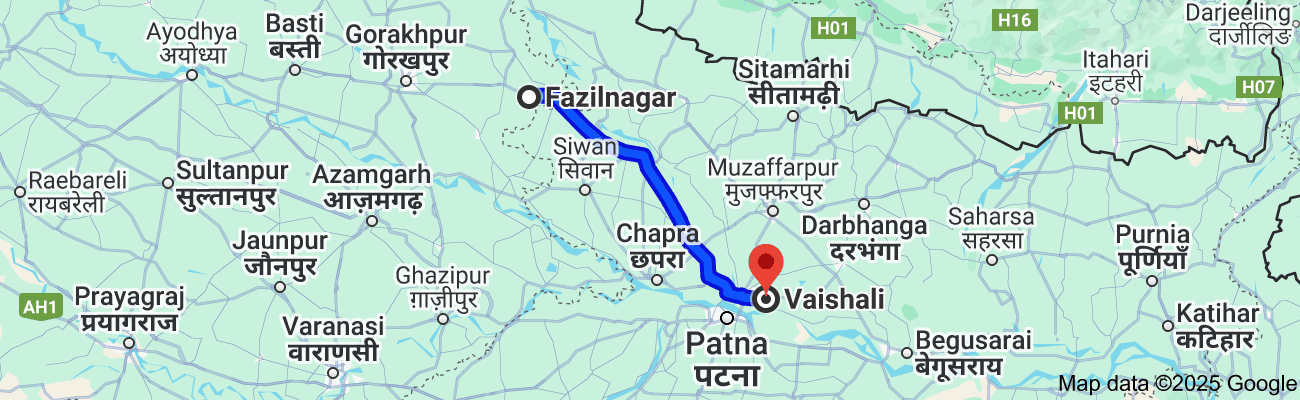 Ayodhya
अयोध्या
Basti
बस्ती
Gorakhpur
गोरखपुर
Fazilnagar
H01
H16
Darjeeling
दार्जीलिङ
Sitamarhi
सीतामढ़ी
Itahari
इटहरी
H07
H01
Raebareli
रायबरेली
Sultanpur
सुल्तानपुर
Azamgarh
आज़मगढ़
Siwan
सिवान
Muzaffarpur
मुजफ्फरपुर
Darbhanga
दरभंगा
Saharsa
सहरसा
Purnia
पूर्णियाँ
Jaunpur
जौनपुर
Chapra
छपरा
Ghazipur
ग़ाज़ीपुर
AH1
Prayagraj
प्रयागराज
Varanasi
वाराणसी
Vaishali
Patna
पटना
Begusarai
बेगूसराय
Katihar
कटिहार
Map data ©2025 Google